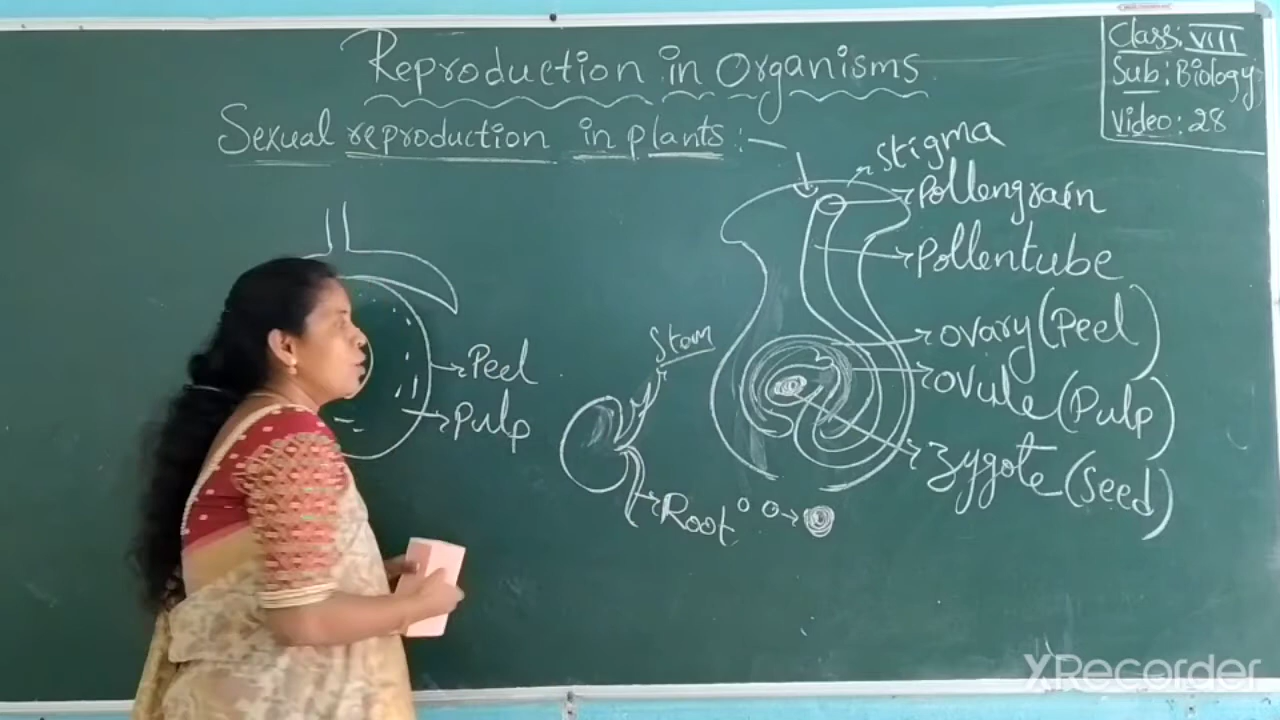 Reproduction in Organisms
Class: VIII
Sub: Biology
Video: 28
Sexual reproduction in plants:
Stigma
Pollengrain
Pollentube
Ovary (Peel)
Ovule (Pulp)
Zygote (Seed)
Peel
Pulp
Stem
Root
XRecorder